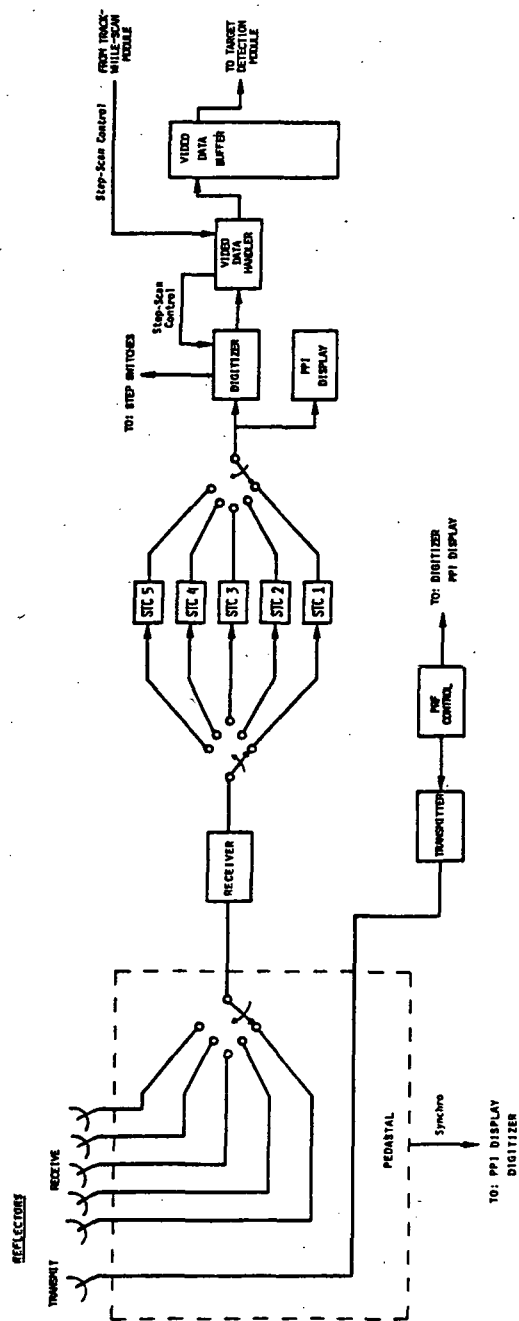 REFLECTORS
TRANSMIT
RECEIVE
PEDASTAL
Synchro
TO: PPI DISPLAY
DIGITIZER
RECEIVER
TRANSMITTER
PRF
CONTROL
TO: DIGITIZER
PPI DISPLAY
STC 5
STC 4
STC 3
STC 2
STC 1
TO: STEP SWITCHES
DIGITIZER
PPI
DISPLAY
Step-Scan
Control
VIDEO
DATA
HANDLER
VIDEO
DATA
BUFFER
Step-Scan Control
FROM TRACK-
WHILE-SCAN
MODULE
TO TARGET
DETECTION
MODULE